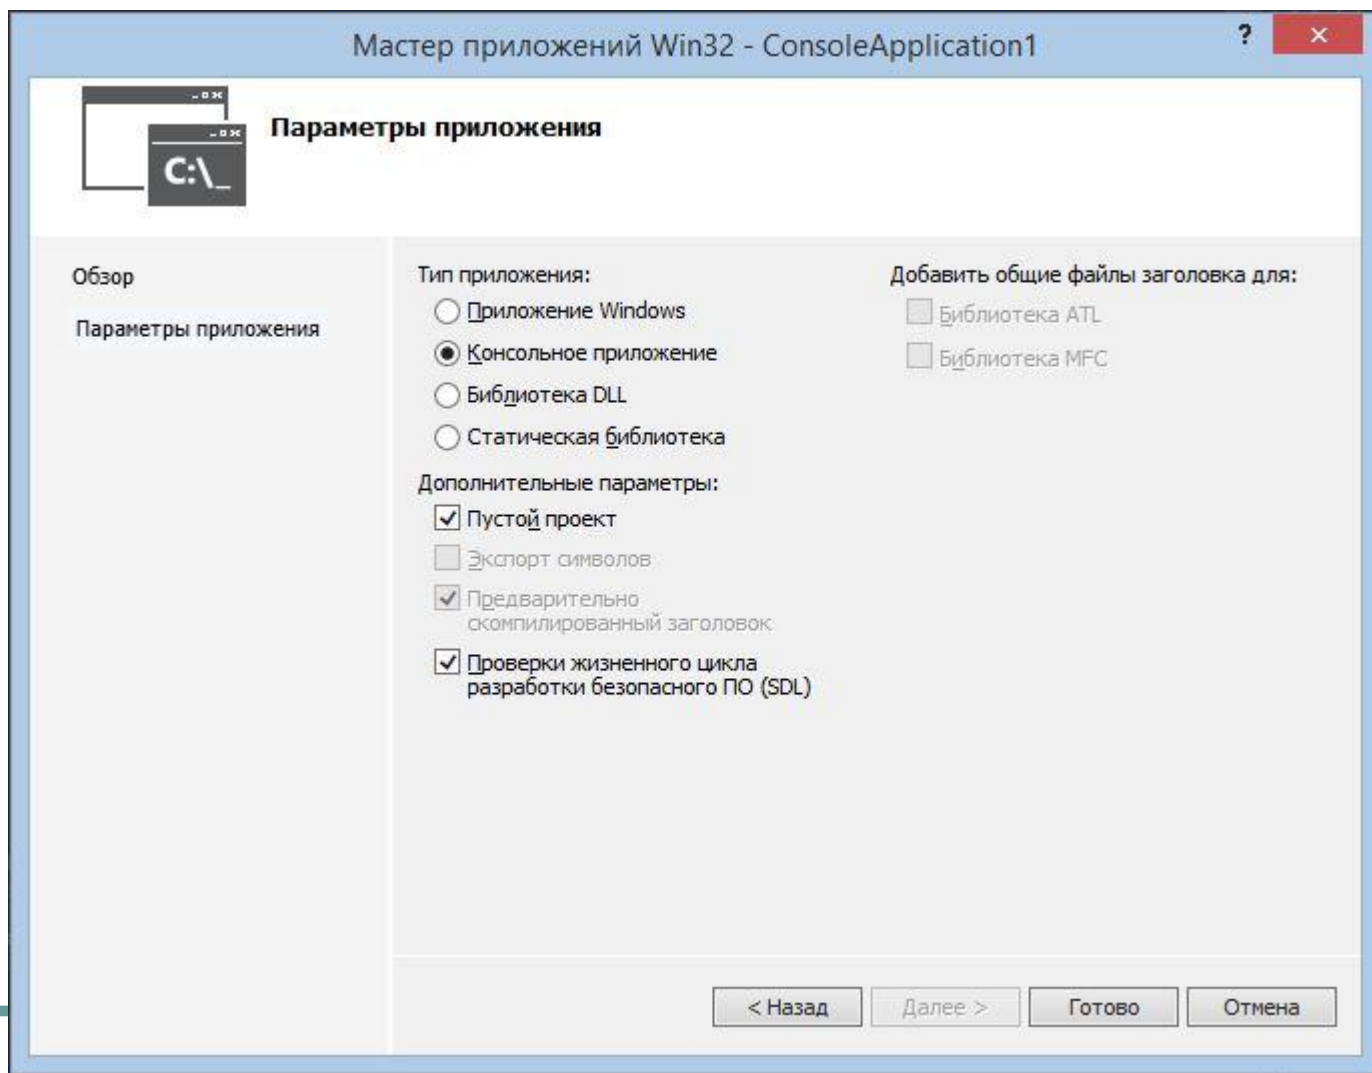 Мастер приложений Win32 - ConsoleApplication1
?
C:\_
Параметры приложения
Обзор
Параметры приложения
Тип приложения:
Приложение Windows
Консольное приложение
Библиотека DLL
Статическая библиотека
Дополнительные параметры:
Пустой проект
Экспорт символов
Предварительно
скомпилированный заголовок
Проверки жизненного цикла
разработки безопасного ПО (SDL)
Добавить общие файлы заголовка для:
Библиотека ATL
Библиотека MFC
< Назад
Далее >
Готово
Отмена